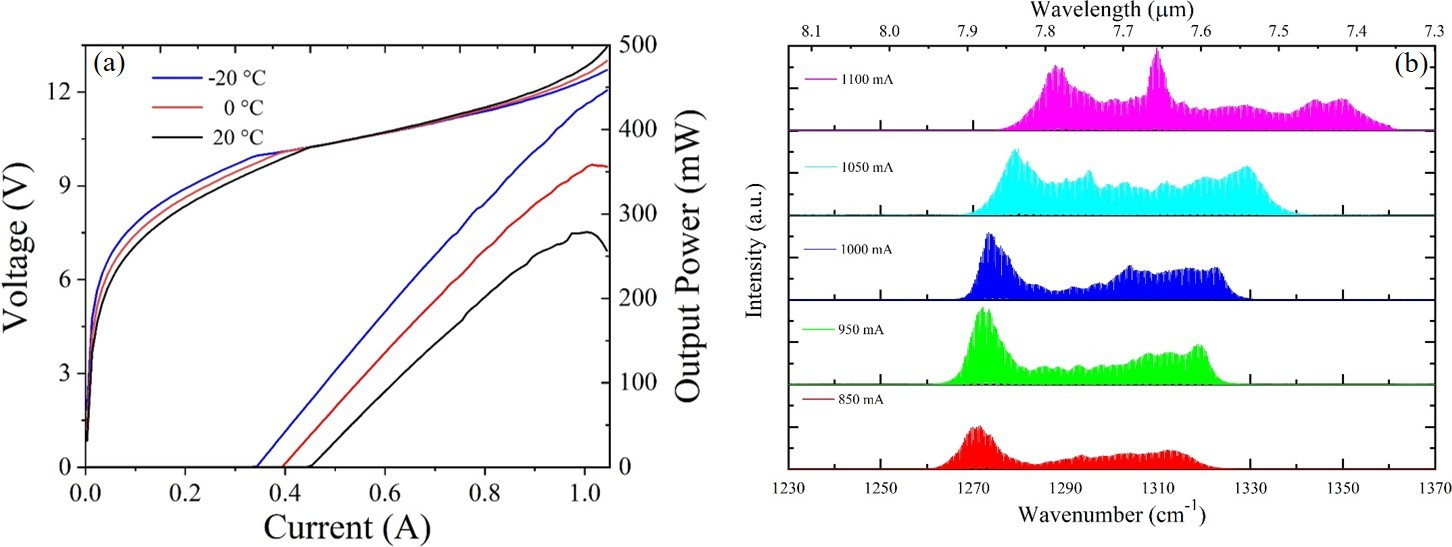 (a)
-20 °C
0 °C
20 °C
Voltage (V)
12
9
6
3
0
0.0 0.2 0.4 0.6 0.8 1.0
Current (A)
500
400
300
200
100
0
Output Power (mW)
Wavelength (μm)
8.1 8.0 7.9 7.8 7.7 7.6 7.5 7.4 7.3
(b)
1100 mA
1050 mA
1000 mA
950 mA
850 mA
Intensity (a.u.)
1230 1250 1270 1290 1310 1330 1350 1370
Wavenumber (cm⁻¹)